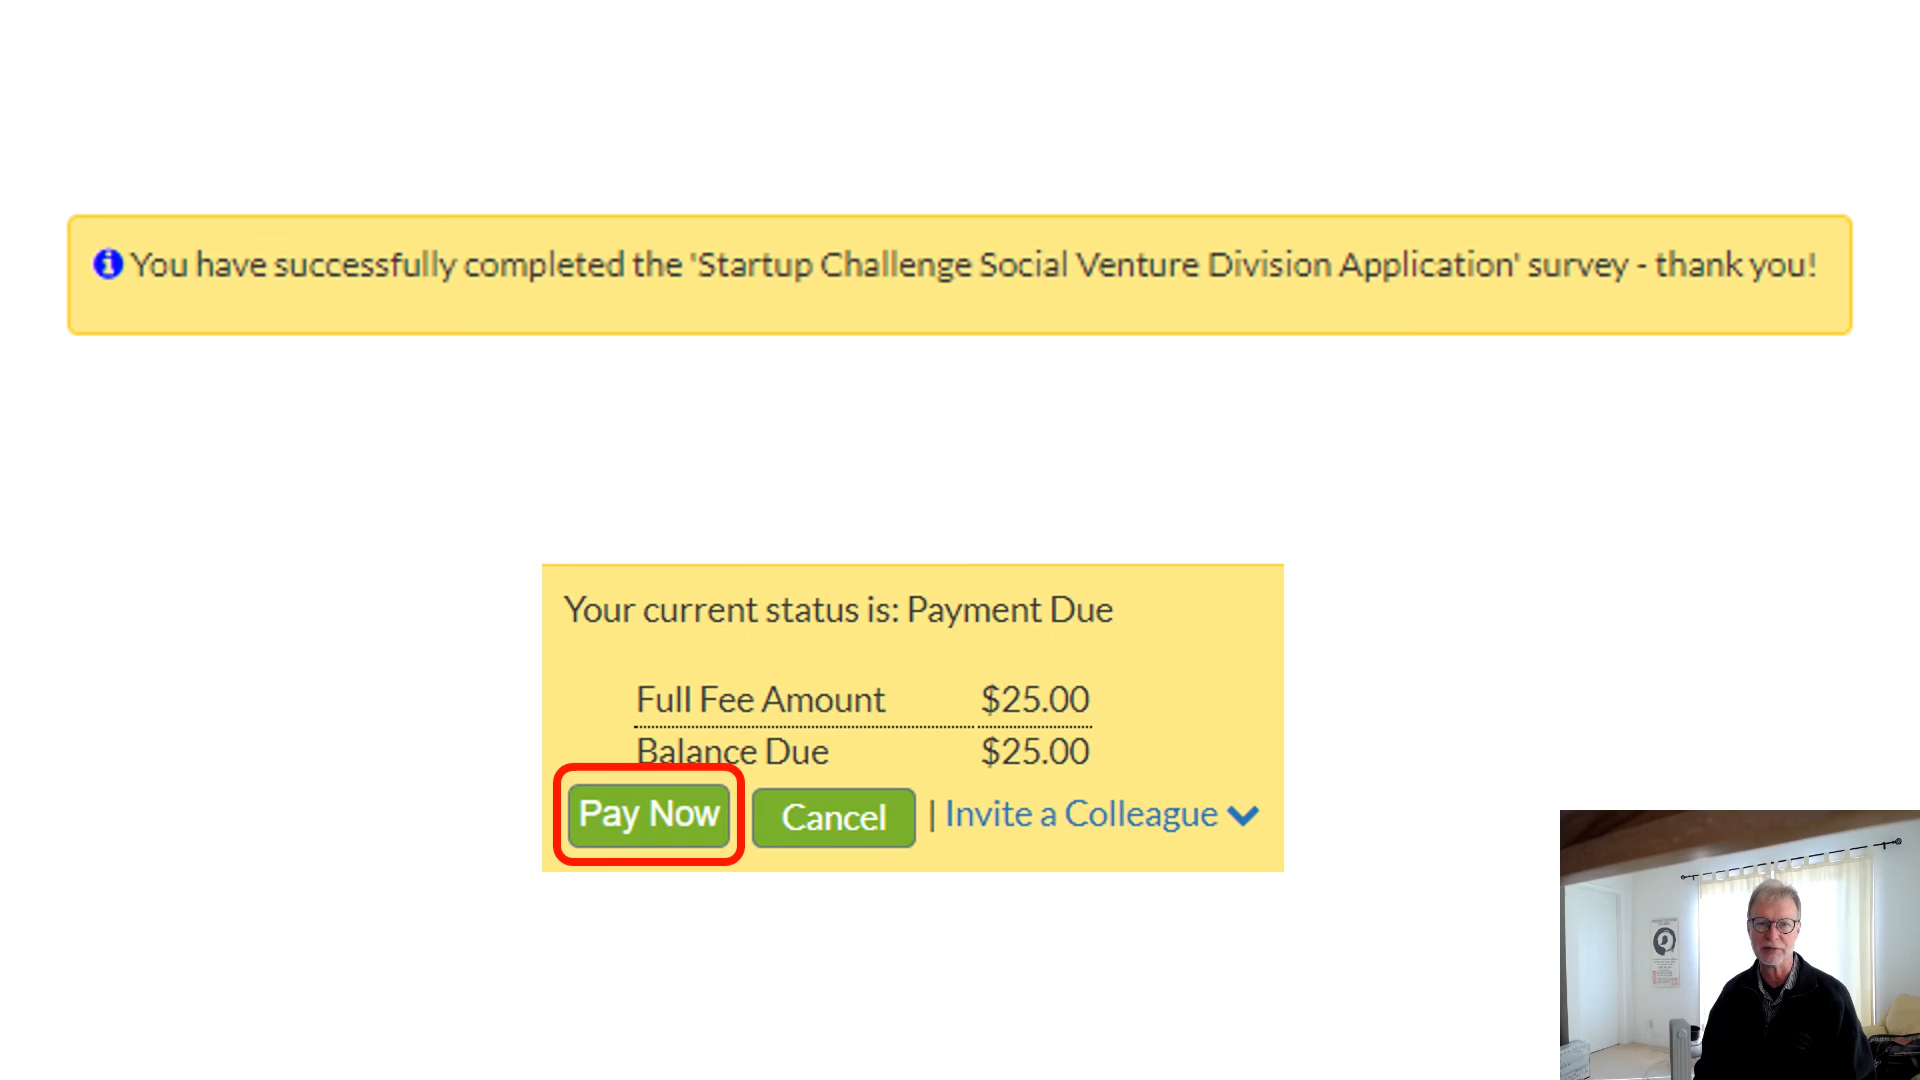 You have successfully completed the 'Startup Challenge Social Venture Division Application' survey - thank you!
Your current status is: Payment Due
Full Fee Amount $25.00
Balance Due $25.00
Pay Now Cancel | Invite a Colleague